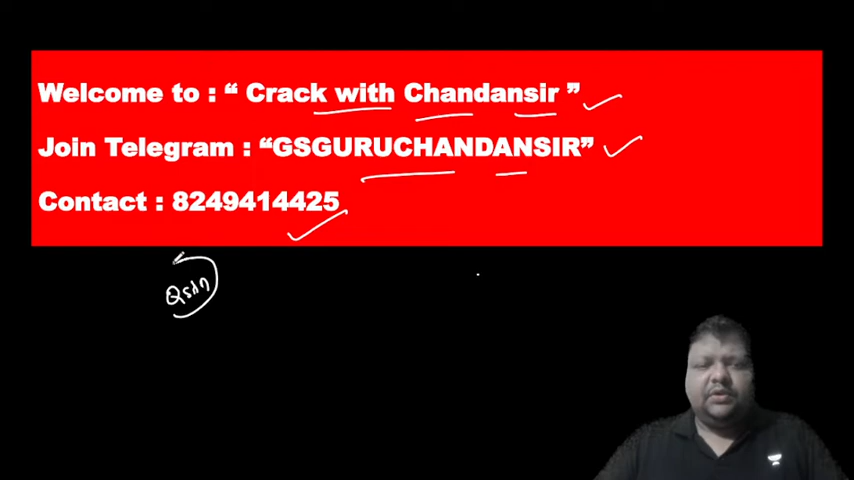 Welcome to : “ Crack with Chandansir ”
Join Telegram : “GSGURUCHANDANSIR”
Contact : 8249414425